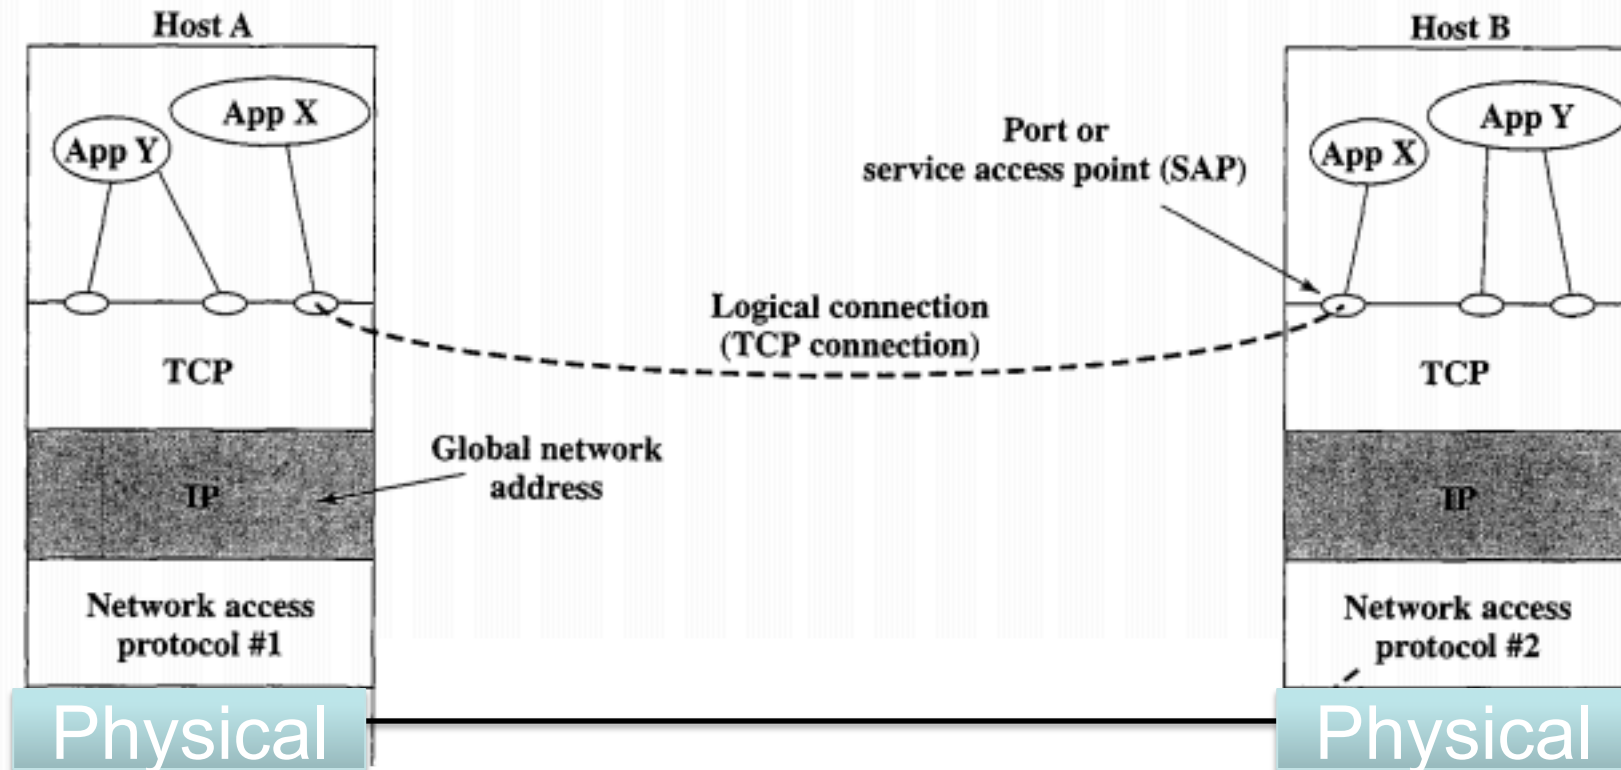 Host A
App X
App Y
TCP
IP
Network access
protocol #1
Physical
Port or
service access point (SAP)
Logical connection
(TCP connection)
Global network
address
Host B
App Y
App X
TCP
IP
Network access
protocol #2
Physical